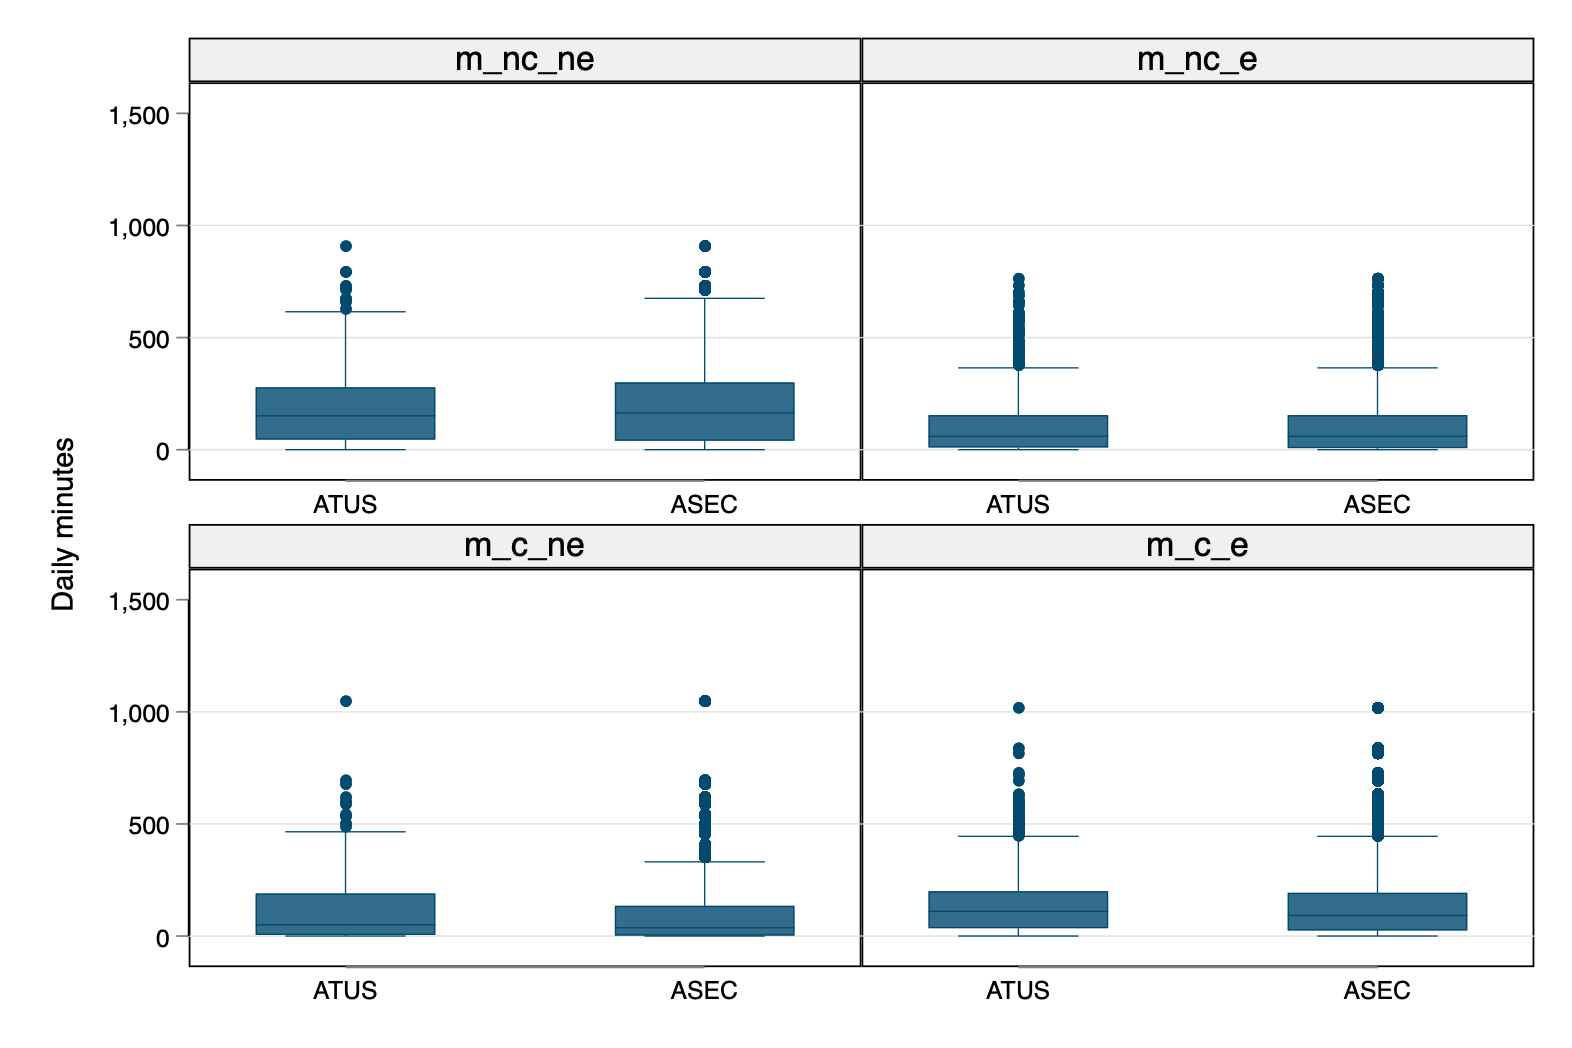 Daily minutes
m_nc_ne
m_nc_e
1,500
1,000
500
0
ATUS
ASEC
ATUS
ASEC
m_c_ne
m_c_e
1,500
1,000
500
0
ATUS
ASEC
ATUS
ASEC